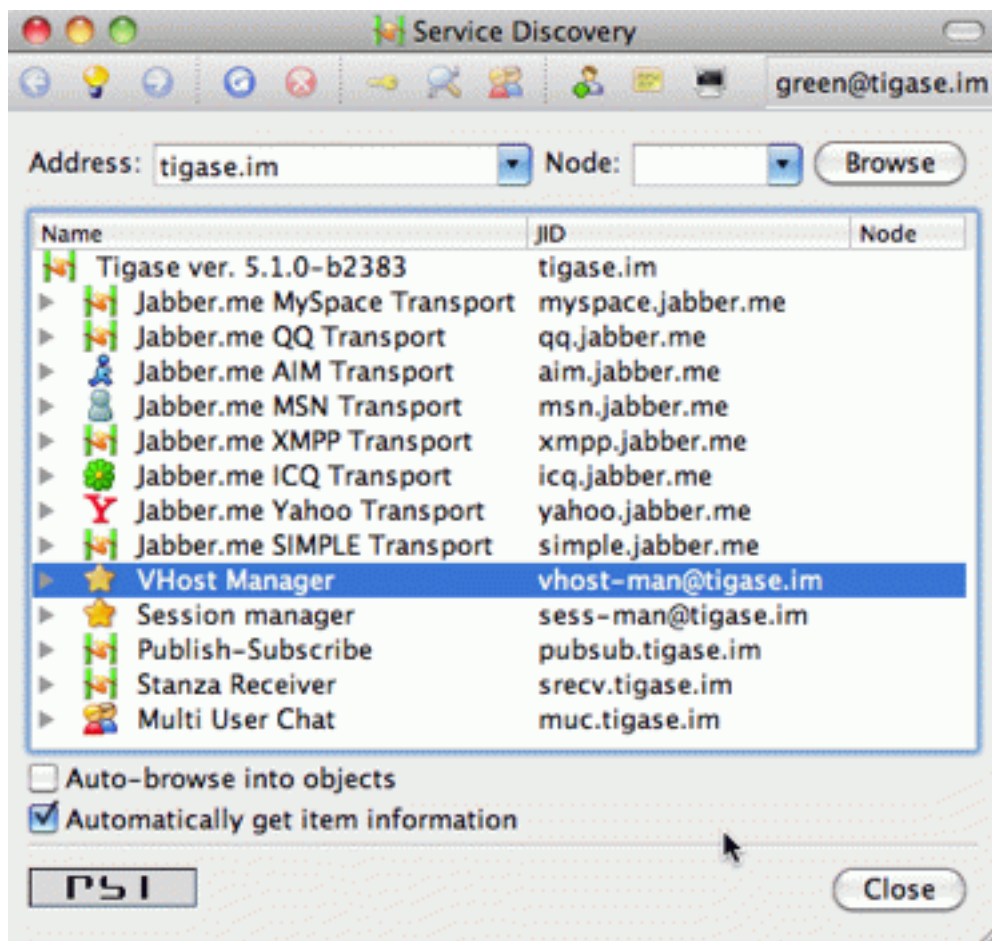 Service Discovery
green@tigase.im
Address: tigase.im Node: Browse
Name JID Node
Tigase ver. 5.1.0-b2383 tigase.im
Jabber.me MySpace Transport myspace.jabber.me
Jabber.me QQ Transport qq.jabber.me
Jabber.me AIM Transport aim.jabber.me
Jabber.me MSN Transport msn.jabber.me
Jabber.me XMPP Transport xmpp.jabber.me
Jabber.me ICQ Transport icq.jabber.me
Jabber.me Yahoo Transport yahoo.jabber.me
Jabber.me SIMPLE Transport simple.jabber.me
VHost Manager vhost-man@tigase.im
Session manager sess-man@tigase.im
Publish-Subscribe pubsub.tigase.im
Stanza Receiver srecv.tigase.im
Multi User Chat muc.tigase.im
Auto-browse into objects
Automatically get item information
PSI Close